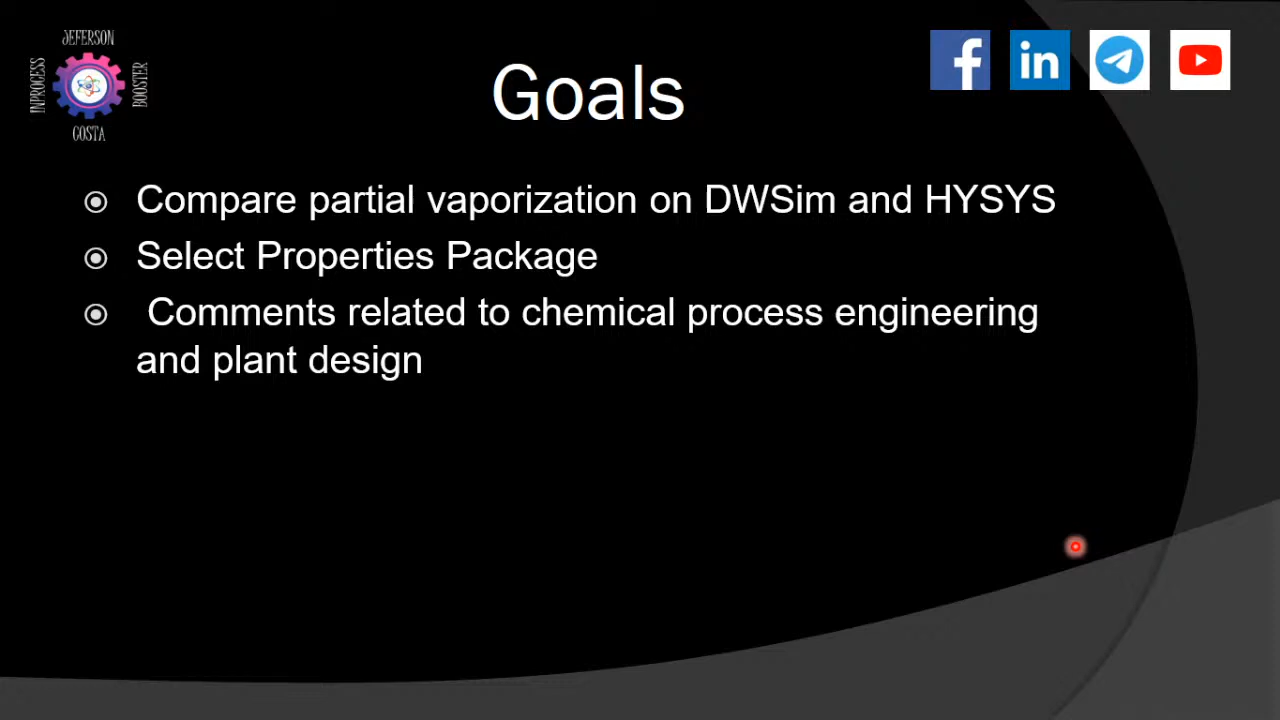 JEFERSON
INPROCESS
BOOSTER
COSTA
Goals
Compare partial vaporization on DWSim and HYSYS
Select Properties Package
Comments related to chemical process engineering
and plant design
f
in